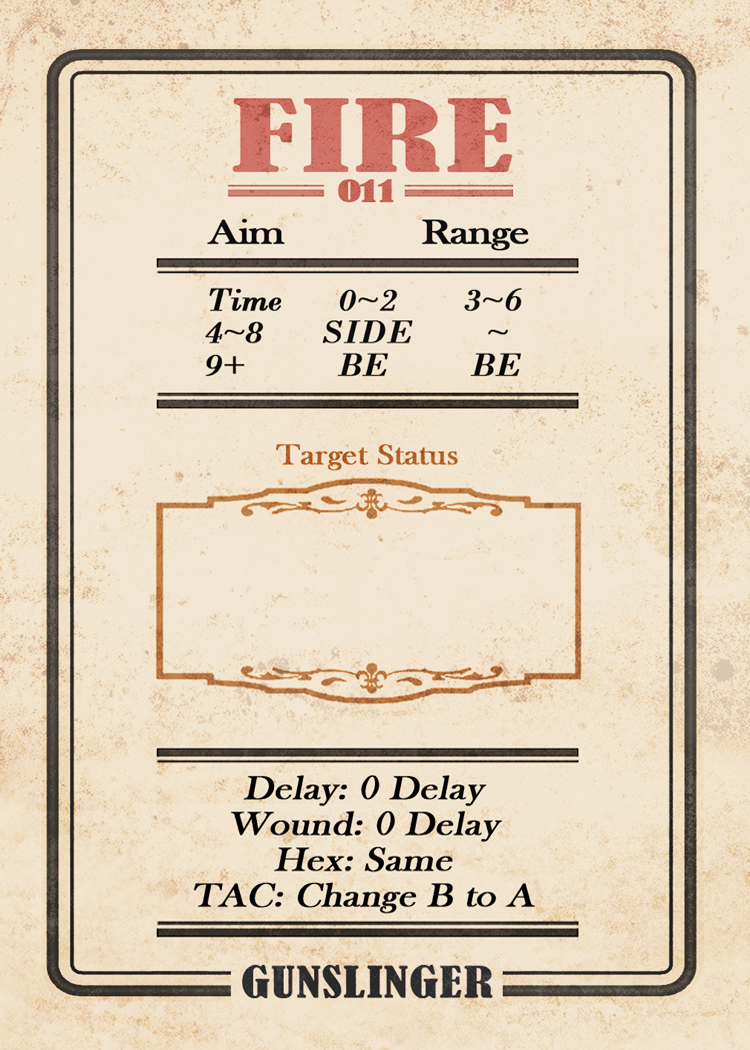 FIRE
011
Aim Range
Time 0~2 3~6
4~8 SIDE ~
9+ BE BE
Target Status
Delay: 0 Delay
Wound: 0 Delay
Hex: Same
TAC: Change B to A
GUNSLINGER